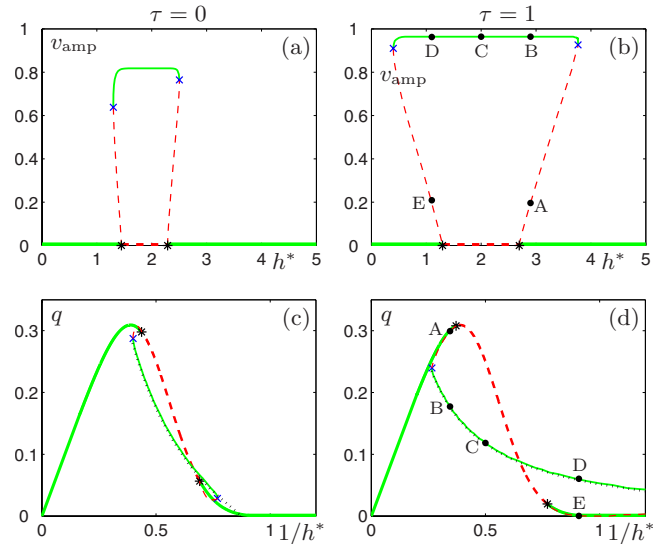 τ = 0
τ = 1
1
v_amp
(a)
0.8
0.6
0.4
0.2
0
0 1 2 3 4 h* 5
1
(b)
D C B
v_amp
0.8
0.6
0.4
0.2
E
A
0
0 1 2 3 4 h* 5
q
(c)
0.3
0.2
0.1
0
0 0.5 1 1/h*
q
(d)
0.3
A
0.2
B
C
0.1
D
E
0
0 0.5 1 1/h*